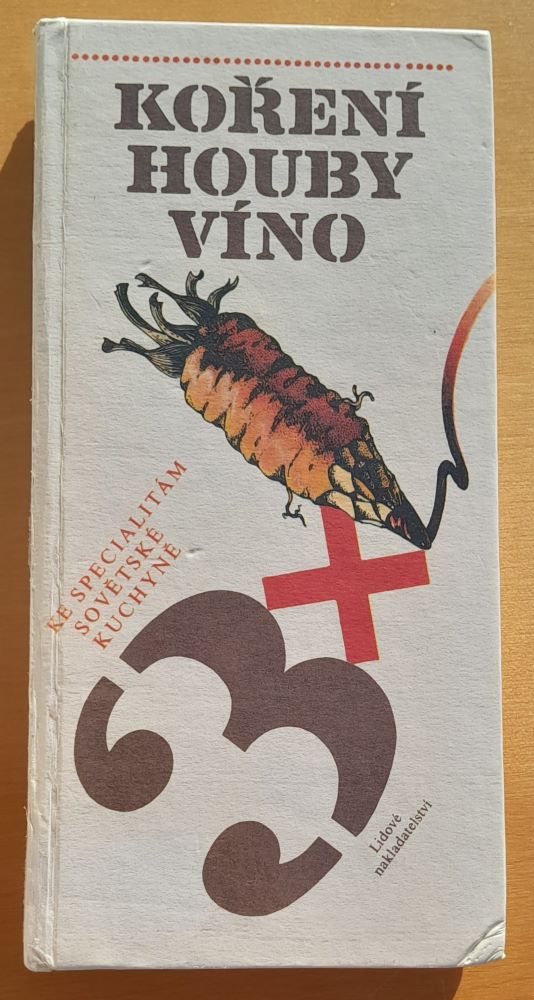 KOŘENÍ
HOUBY
VÍNO
KE SPECIALITÁM
SOVĚTSKÉ
KUCHYNĚ
3×
Lidové
nakladatelství